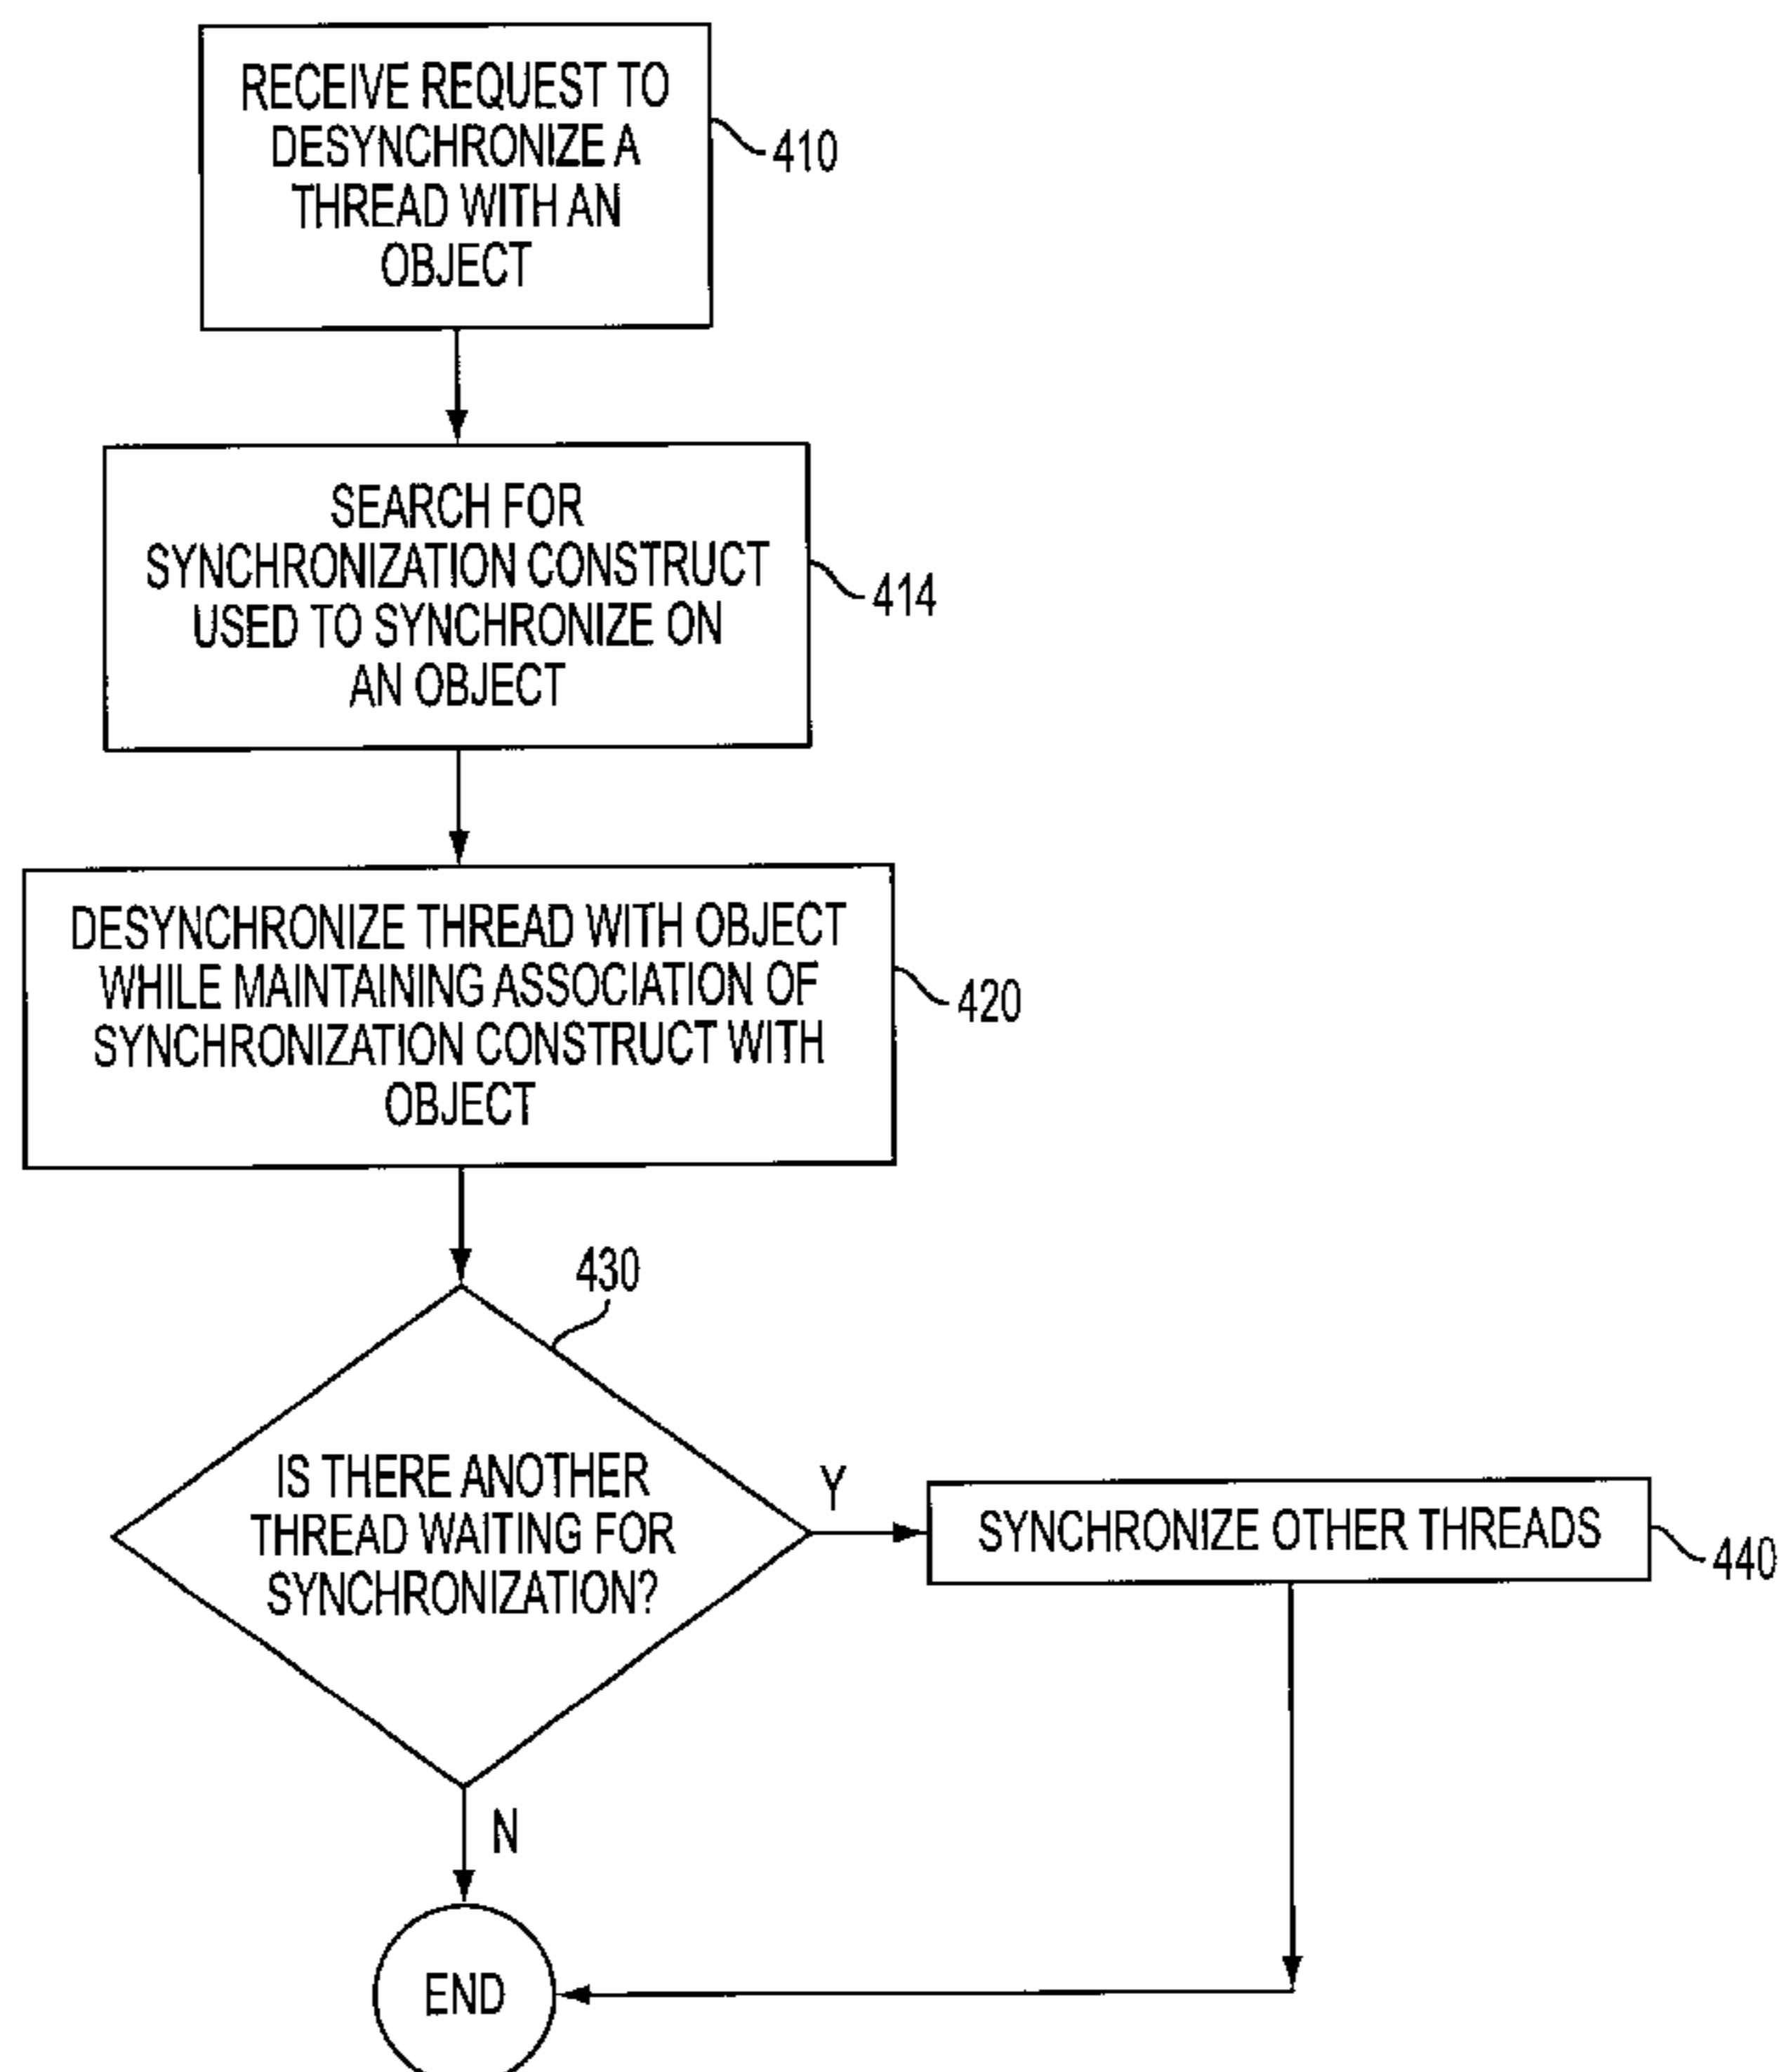 RECEIVE REQUEST TO
DESYNCHRONIZE A
THREAD WITH AN
OBJECT
410
SEARCH FOR
SYNCHRONIZATION CONSTRUCT
USED TO SYNCHRONIZE ON
AN OBJECT
414
DESYNCHRONIZE THREAD WITH OBJECT
WHILE MAINTAINING ASSOCIATION OF
SYNCHRONIZATION CONSTRUCT WITH
OBJECT
420
430
IS THERE ANOTHER
THREAD WAITING FOR
SYNCHRONIZATION?
Y
SYNCHRONIZE OTHER THREADS
440
N
END